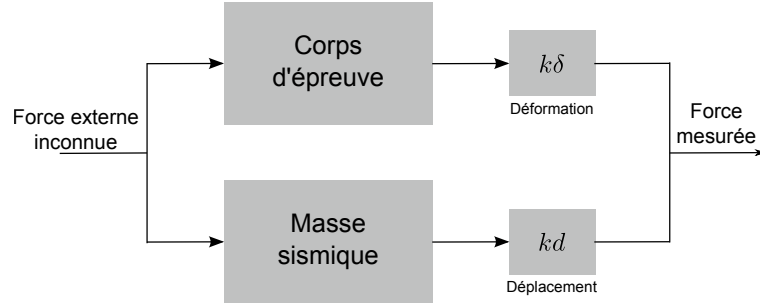 Corps
d'épreuve
kδ
Déformation
Force externe
inconnue
Force
mesurée
Masse
sismique
kd
Déplacement